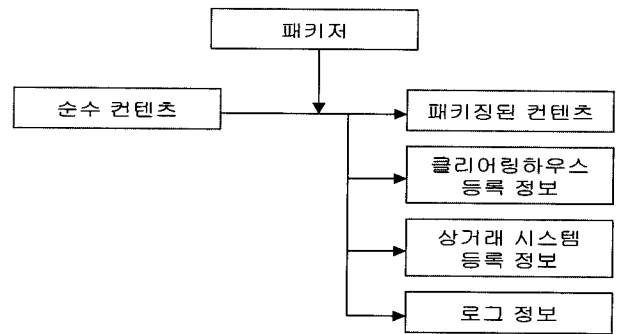 패키저
순수 컨텐츠
패키징된 컨텐츠
클리어링하우스
등록 정보
상거래 시스템
등록 정보
로그 정보